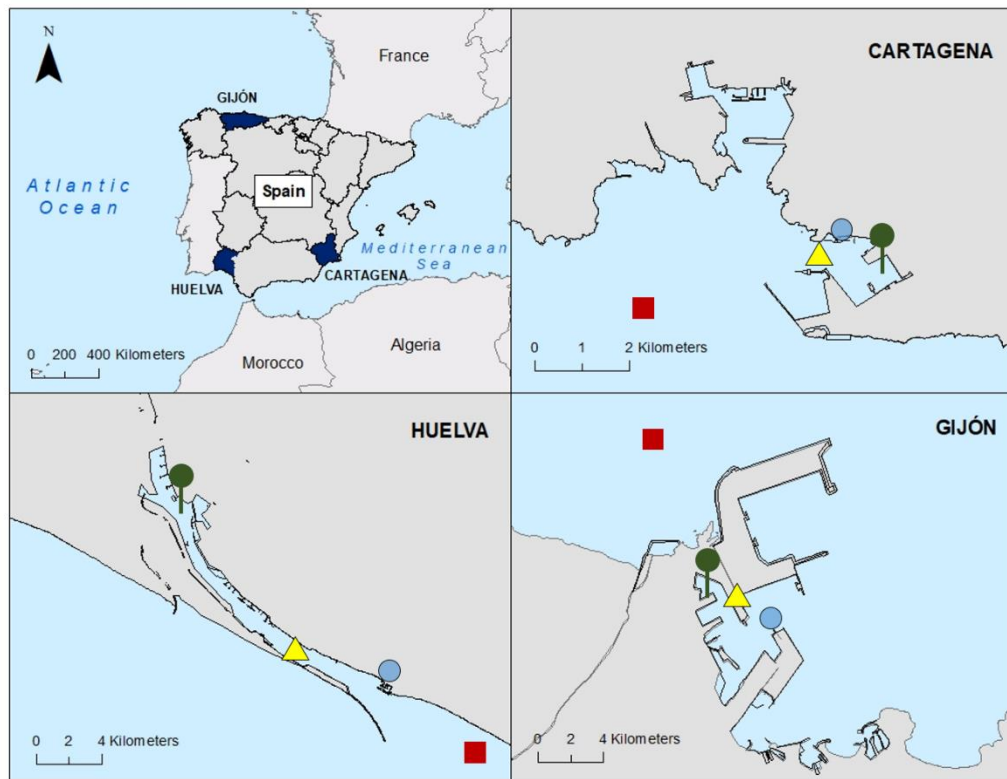 N
France
GIJÓN
Atlantic
Ocean
Spain
Mediterranean
Sea
HUELVA
CARTAGENA
0 200 400 Kilometers
Morocco
Algeria
CARTAGENA
0 1 2 Kilometers
HUELVA
0 2 4 Kilometers
GIJÓN
0 2 4 Kilometers